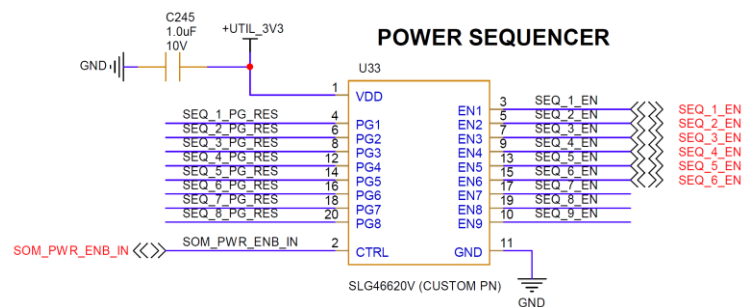 C245
1.0uF
10V
+UTIL_3V3
POWER SEQUENCER
GND
U33
1 VDD
SEQ_1_PG_RES 4 PG1
SEQ_2_PG_RES 6 PG2
SEQ_3_PG_RES 8 PG3
SEQ_4_PG_RES 12 PG4
SEQ_5_PG_RES 14 PG5
SEQ_6_PG_RES 16 PG6
SEQ_7_PG_RES 18 PG7
SEQ_8_PG_RES 20 PG8
SOM_PWR_ENB_IN SOM_PWR_ENB_IN 2 CTRL
EN1 3 SEQ_1_EN SEQ_1_EN
EN2 5 SEQ_2_EN SEQ_2_EN
EN3 7 SEQ_3_EN SEQ_3_EN
EN4 9 SEQ_4_EN SEQ_4_EN
EN5 13 SEQ_5_EN SEQ_5_EN
EN6 15 SEQ_6_EN SEQ_6_EN
EN7 17 SEQ_7_EN
EN8 19 SEQ_8_EN
EN9 10 SEQ_9_EN
GND 11
SLG46620V (CUSTOM PN)
GND